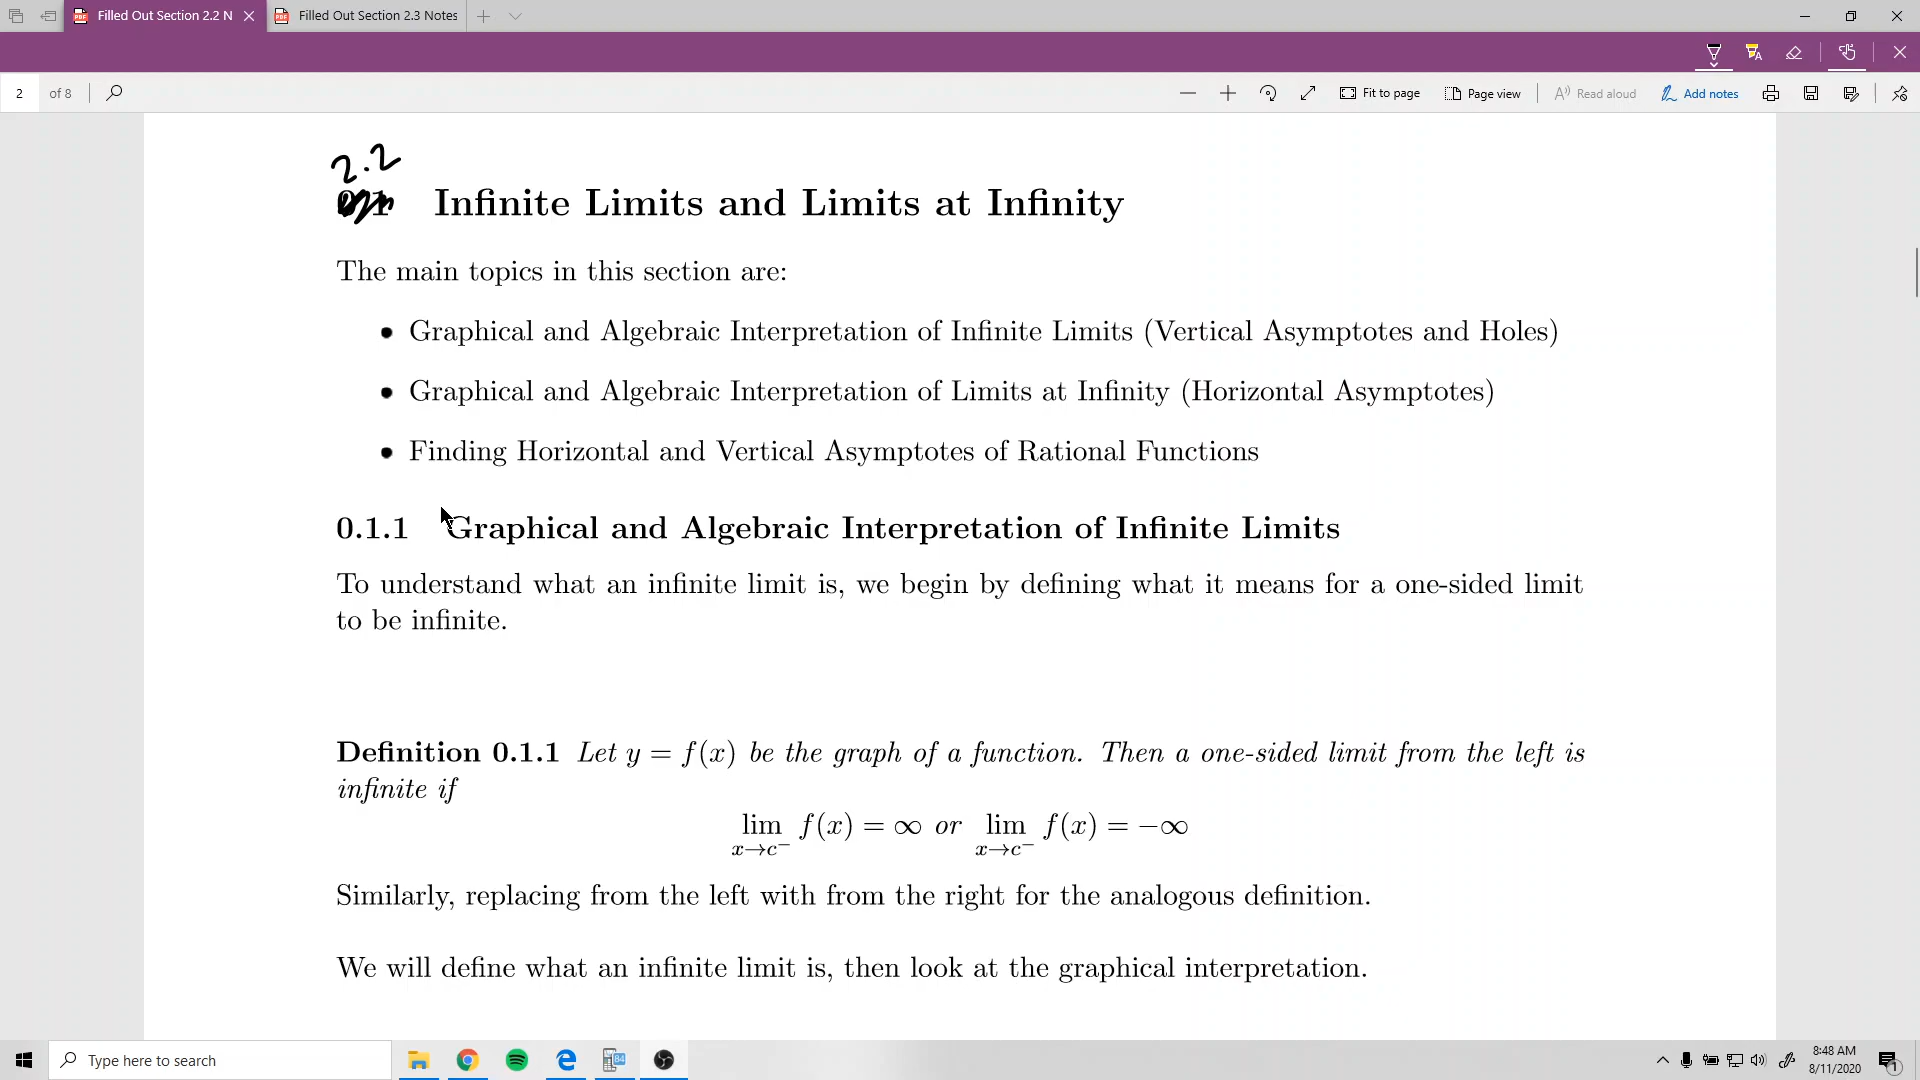 Filled Out Section 2.2 N
Filled Out Section 2.3 Notes
2 of 8
Fit to page
Page view
Read aloud
Add notes
2.2
Infinite Limits and Limits at Infinity
The main topics in this section are:
• Graphical and Algebraic Interpretation of Infinite Limits (Vertical Asymptotes and Holes)
• Graphical and Algebraic Interpretation of Limits at Infinity (Horizontal Asymptotes)
• Finding Horizontal and Vertical Asymptotes of Rational Functions
0.1.1 Graphical and Algebraic Interpretation of Infinite Limits
To understand what an infinite limit is, we begin by defining what it means for a one-sided limit
to be infinite.
Definition 0.1.1 Let y = f(x) be the graph of a function. Then a one-sided limit from the left is
infinite if
lim f(x) = ∞ or lim f(x) = −∞
x→c⁻ x→c⁻
Similarly, replacing from the left with from the right for the analogous definition.
We will define what an infinite limit is, then look at the graphical interpretation.
Type here to search
84
8:48 AM
8/11/2020
1